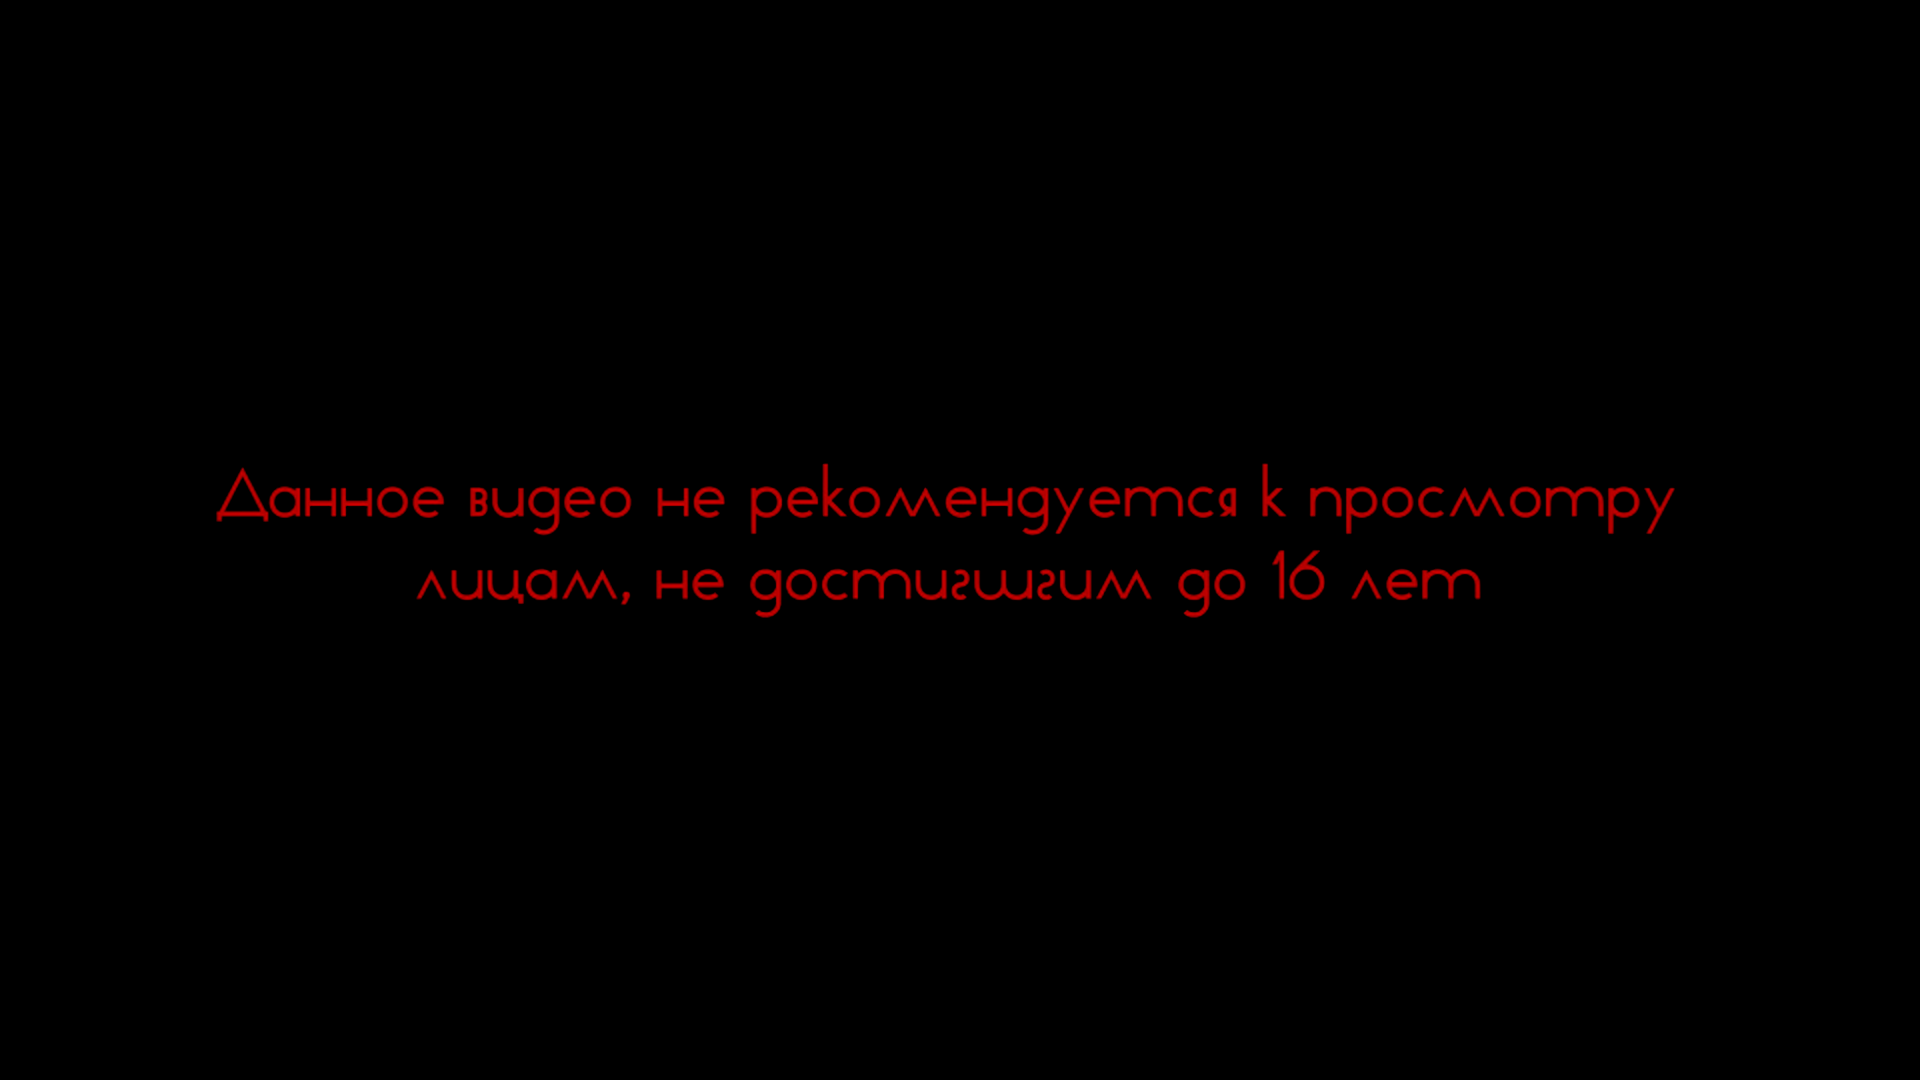 Данное видео не рекомендуется к просмотру
лицам, не достигшгим до 16 лет